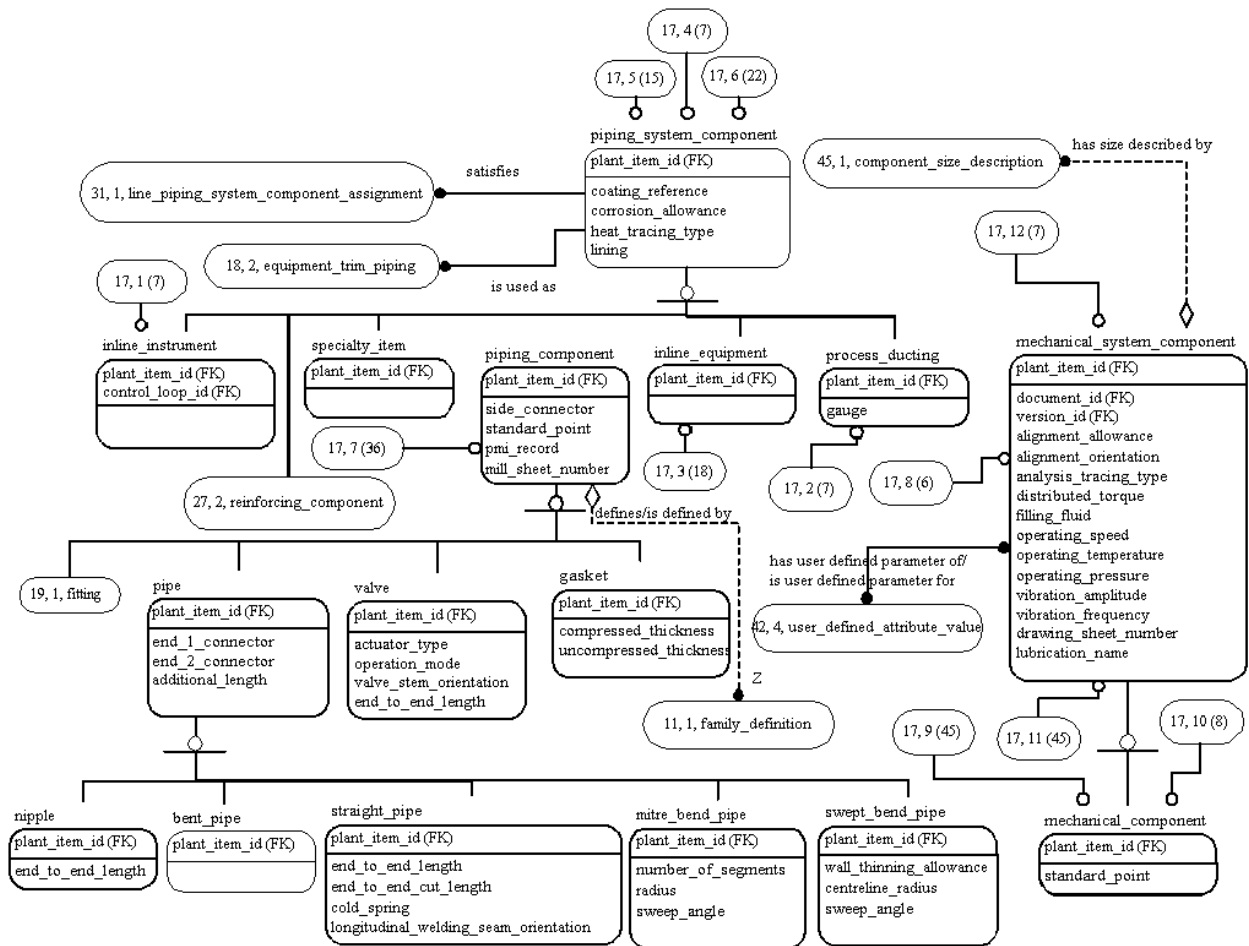 17, 4 (7)
17, 5 (15)
17, 6 (22)
piping_system_component
plant_item_id (FK)
coating_reference
corrosion_allowance
heat_tracing_type
lining
satisfies
31, 1, line_piping_system_component_assignment
18, 2, equipment_trim_piping
is used as
has size described by
45, 1, component_size_description
17, 12 (7)
17, 1 (7)
inline_instrument
plant_item_id (FK)
control_loop_id (FK)
specialty_item
plant_item_id (FK)
piping_component
plant_item_id (FK)
side_connector
standard_point
pmi_record
mill_sheet_number
inline_equipment
plant_item_id (FK)
process_ducting
plant_item_id (FK)
gauge
mechanical_system_component
plant_item_id (FK)
document_id (FK)
version_id (FK)
alignment_allowance
alignment_orientation
analysis_tracing_type
distributed_torque
filling_fluid
operating_speed
operating_temperature
operating_pressure
vibration_amplitude
vibration_frequency
drawing_sheet_number
lubrication_name
17, 7 (36)
17, 3 (18)
17, 2 (7)
17, 8 (6)
27, 2, reinforcing_component
defines/is defined by
has user defined parameter of/
is user defined parameter for
42, 4, user_defined_attribute_value
19, 1, fitting
pipe
plant_item_id (FK)
end_1_connector
end_2_connector
additional_length
valve
plant_item_id (FK)
actuator_type
operation_mode
valve_stem_orientation
end_to_end_length
gasket
plant_item_id (FK)
compressed_thickness
uncompressed_thickness
Z
11, 1, family_definition
17, 9 (45)
17, 11 (45)
17, 10 (8)
nipple
plant_item_id (FK)
end_to_end_length
bent_pipe
plant_item_id (FK)
straight_pipe
plant_item_id (FK)
end_to_end_length
end_to_end_cut_length
cold_spring
longitudinal_welding_seam_orientation
mitre_bend_pipe
plant_item_id (FK)
number_of_segments
radius
sweep_angle
swept_bend_pipe
plant_item_id (FK)
wall_thinning_allowance
centreline_radius
sweep_angle
mechanical_component
plant_item_id (FK)
standard_point